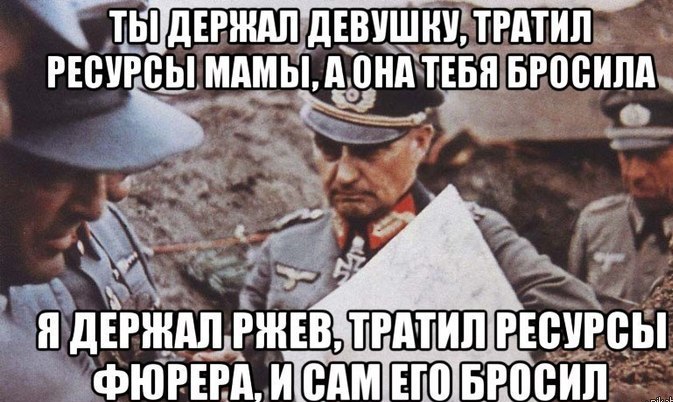 ТЫ ДЕРЖАЛ ДЕВУШКУ, ТРАТИЛ
РЕСУРСЫ МАМЫ, А ОНА ТЕБЯ БРОСИЛА
Я ДЕРЖАЛ РЖЕВ, ТРАТИЛ РЕСУРСЫ
ФЮРЕРА, И САМ ЕГО БРОСИЛ